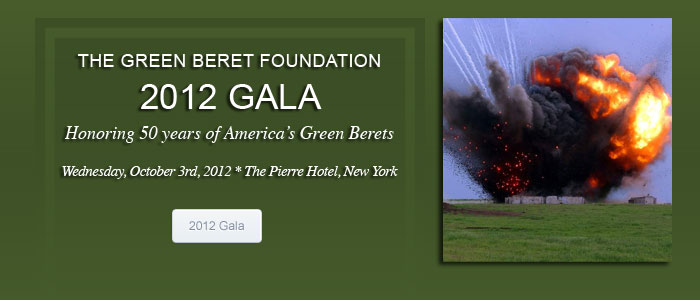 THE GREEN BERET FOUNDATION
2012 GALA
Honoring 50 years of America's Green Berets
Wednesday, October 3rd, 2012 * The Pierre Hotel, New York
2012 Gala